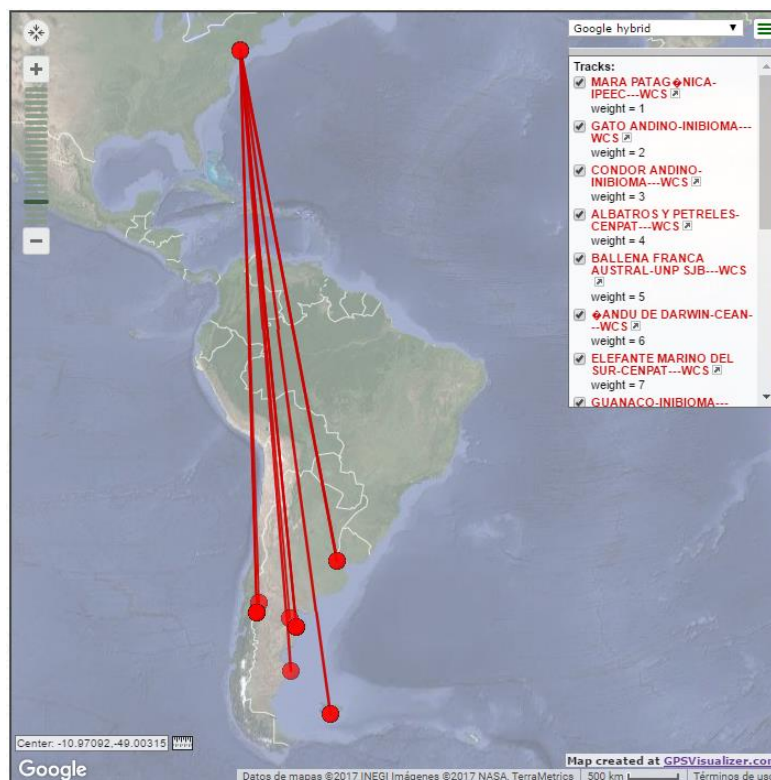 Google hybrid
Tracks:
MARA PATAG�NICA-
IPEEC---WCS
weight = 1
GATO ANDINO-INIBIOMA---
WCS
weight = 2
CONDOR ANDINO-
INIBIOMA---WCS
weight = 3
ALBATROS Y PETRELES-
CENPAT---WCS
weight = 4
BALLENA FRANCA
AUSTRAL-UNP SJB---WCS
weight = 5
�ANDU DE DARWIN-CEAN-
--WCS
weight = 6
ELEFANTE MARINO DEL
SUR-CENPAT---WCS
weight = 7
GUANACO-INIBIOMA---
Center: -10.97092,-49.00315
Map created at GPSVisualizer.com
Google
Datos de mapas ©2017 INEGI Imágenes ©2017 NASA, TerraMetrics 500 km Términos de uso